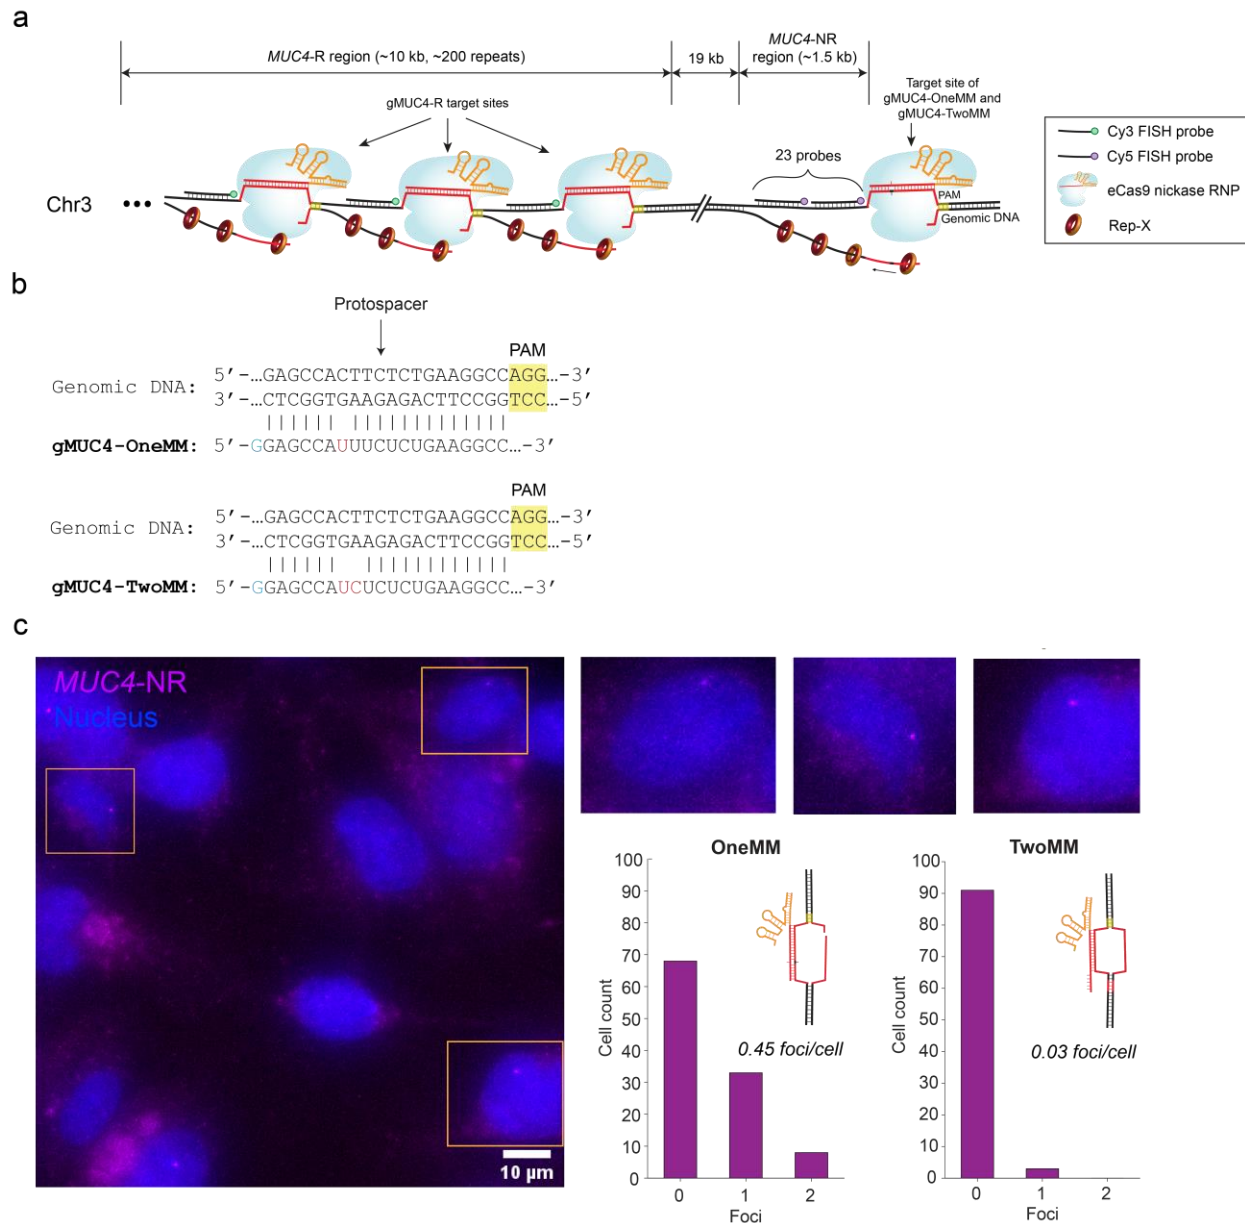 a
MUC4-R region (~10 kb, ~200 repeats)
19 kb
MUC4-NR
region (~1.5 kb)
gMUC4-R target sites
Target site of
gMUC4-OneMM and
gMUC4-TwoMM
23 probes
Chr3
PAM
Genomic DNA
Cy3 FISH probe
Cy5 FISH probe
eCas9 nickase RNP
Rep-X
b
Protospacer
PAM
Genomic DNA: 5′-…GAGCCACTTCTCTGAAGGCCAGG…-3′
3′-…CTCGGTGAAGAGACTTCCGGTCC…-5′
gMUC4-OneMM: 5′-GGAGCCAUUUCUCUGAAGGCC…-3′
PAM
Genomic DNA: 5′-…GAGCCACTTCTCTGAAGGCCAGG…-3′
3′-…CTCGGTGAAGAGACTTCCGGTCC…-5′
gMUC4-TwoMM: 5′-GGAGCCAUCUCUCUGAAGGCC…-3′
c
MUC4-NR
Nucleus
10 µm
OneMM
100
90
80
70
60
50
40
30
20
10
0
Cell count
0.45 foci/cell
0 1 2
Foci
TwoMM
100
90
80
70
60
50
40
30
20
10
0
Cell count
0.03 foci/cell
0 1 2
Foci